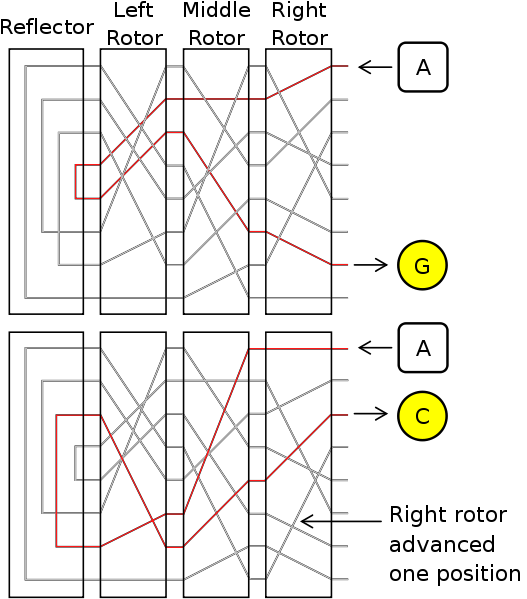 Reflector
Left
Rotor
Middle
Rotor
Right
Rotor
A
G
A
C
Right rotor
advanced
one position